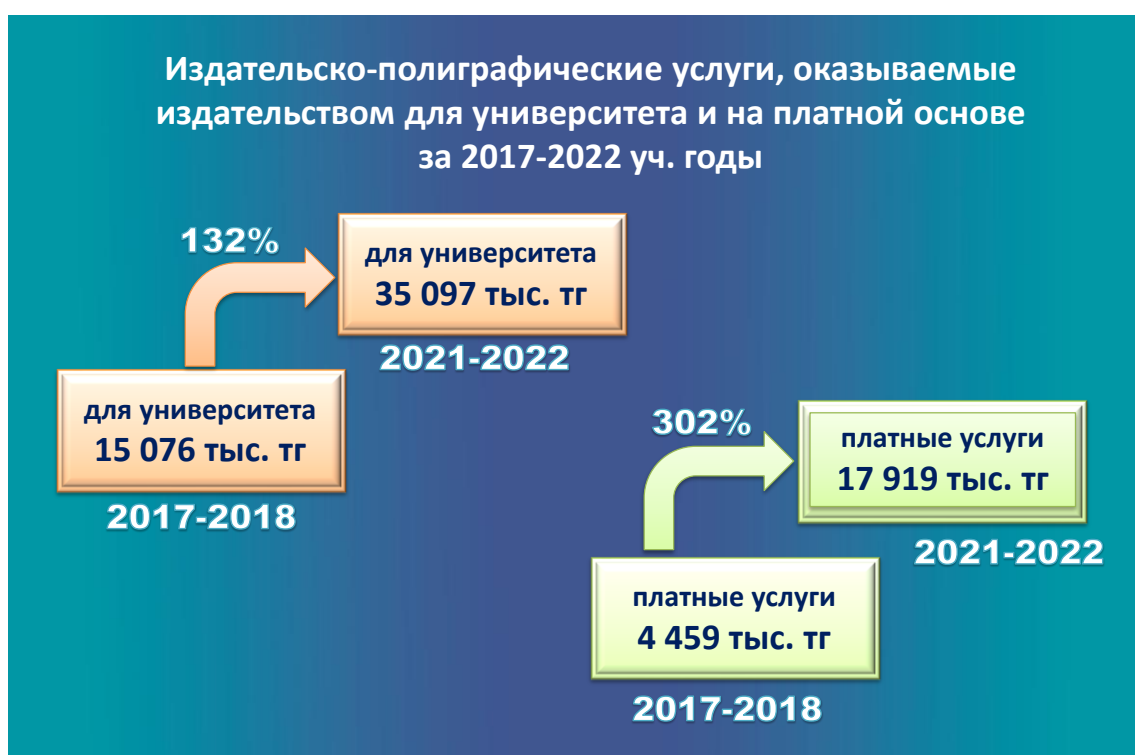 Издательско-полиграфические услуги, оказываемые
издательством для университета и на платной основе
за 2017-2022 уч. годы
132%
для университета
35 097 тыс. тг
2021-2022
для университета
15 076 тыс. тг
2017-2018
302%
платные услуги
17 919 тыс. тг
2021-2022
платные услуги
4 459 тыс. тг
2017-2018